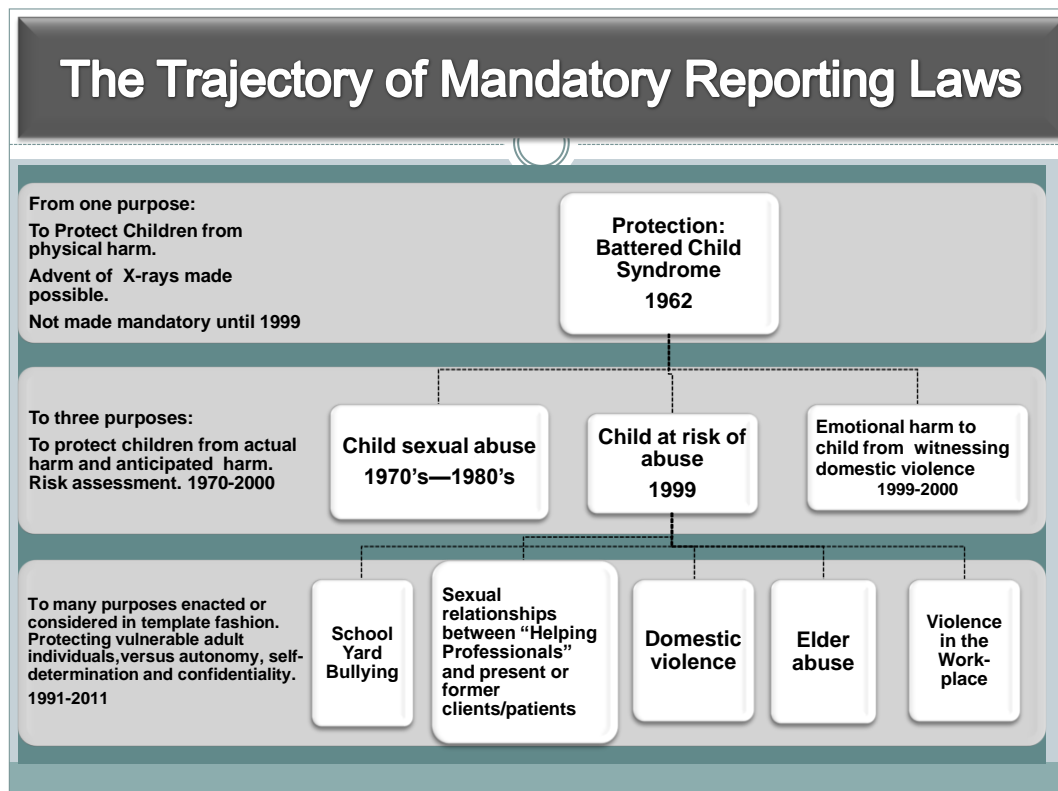 The Trajectory of Mandatory Reporting Laws
From one purpose:
To Protect Children from
physical harm.
Advent of X-rays made
possible.
Not made mandatory until 1999
Protection:
Battered Child
Syndrome
1962
To three purposes:
To protect children from actual
harm and anticipated harm.
Risk assessment. 1970-2000
Child sexual abuse
1970’s—1980’s
Child at risk of
abuse
1999
Emotional harm to
child from witnessing
domestic violence
1999-2000
To many purposes enacted or
considered in template fashion.
Protecting vulnerable adult
individuals,versus autonomy, self-
determination and confidentiality.
1991-2011
School
Yard
Bullying
Sexual
relationships
between “Helping
Professionals”
and present or
former
clients/patients
Domestic
violence
Elder
abuse
Violence
in the
Work-
place